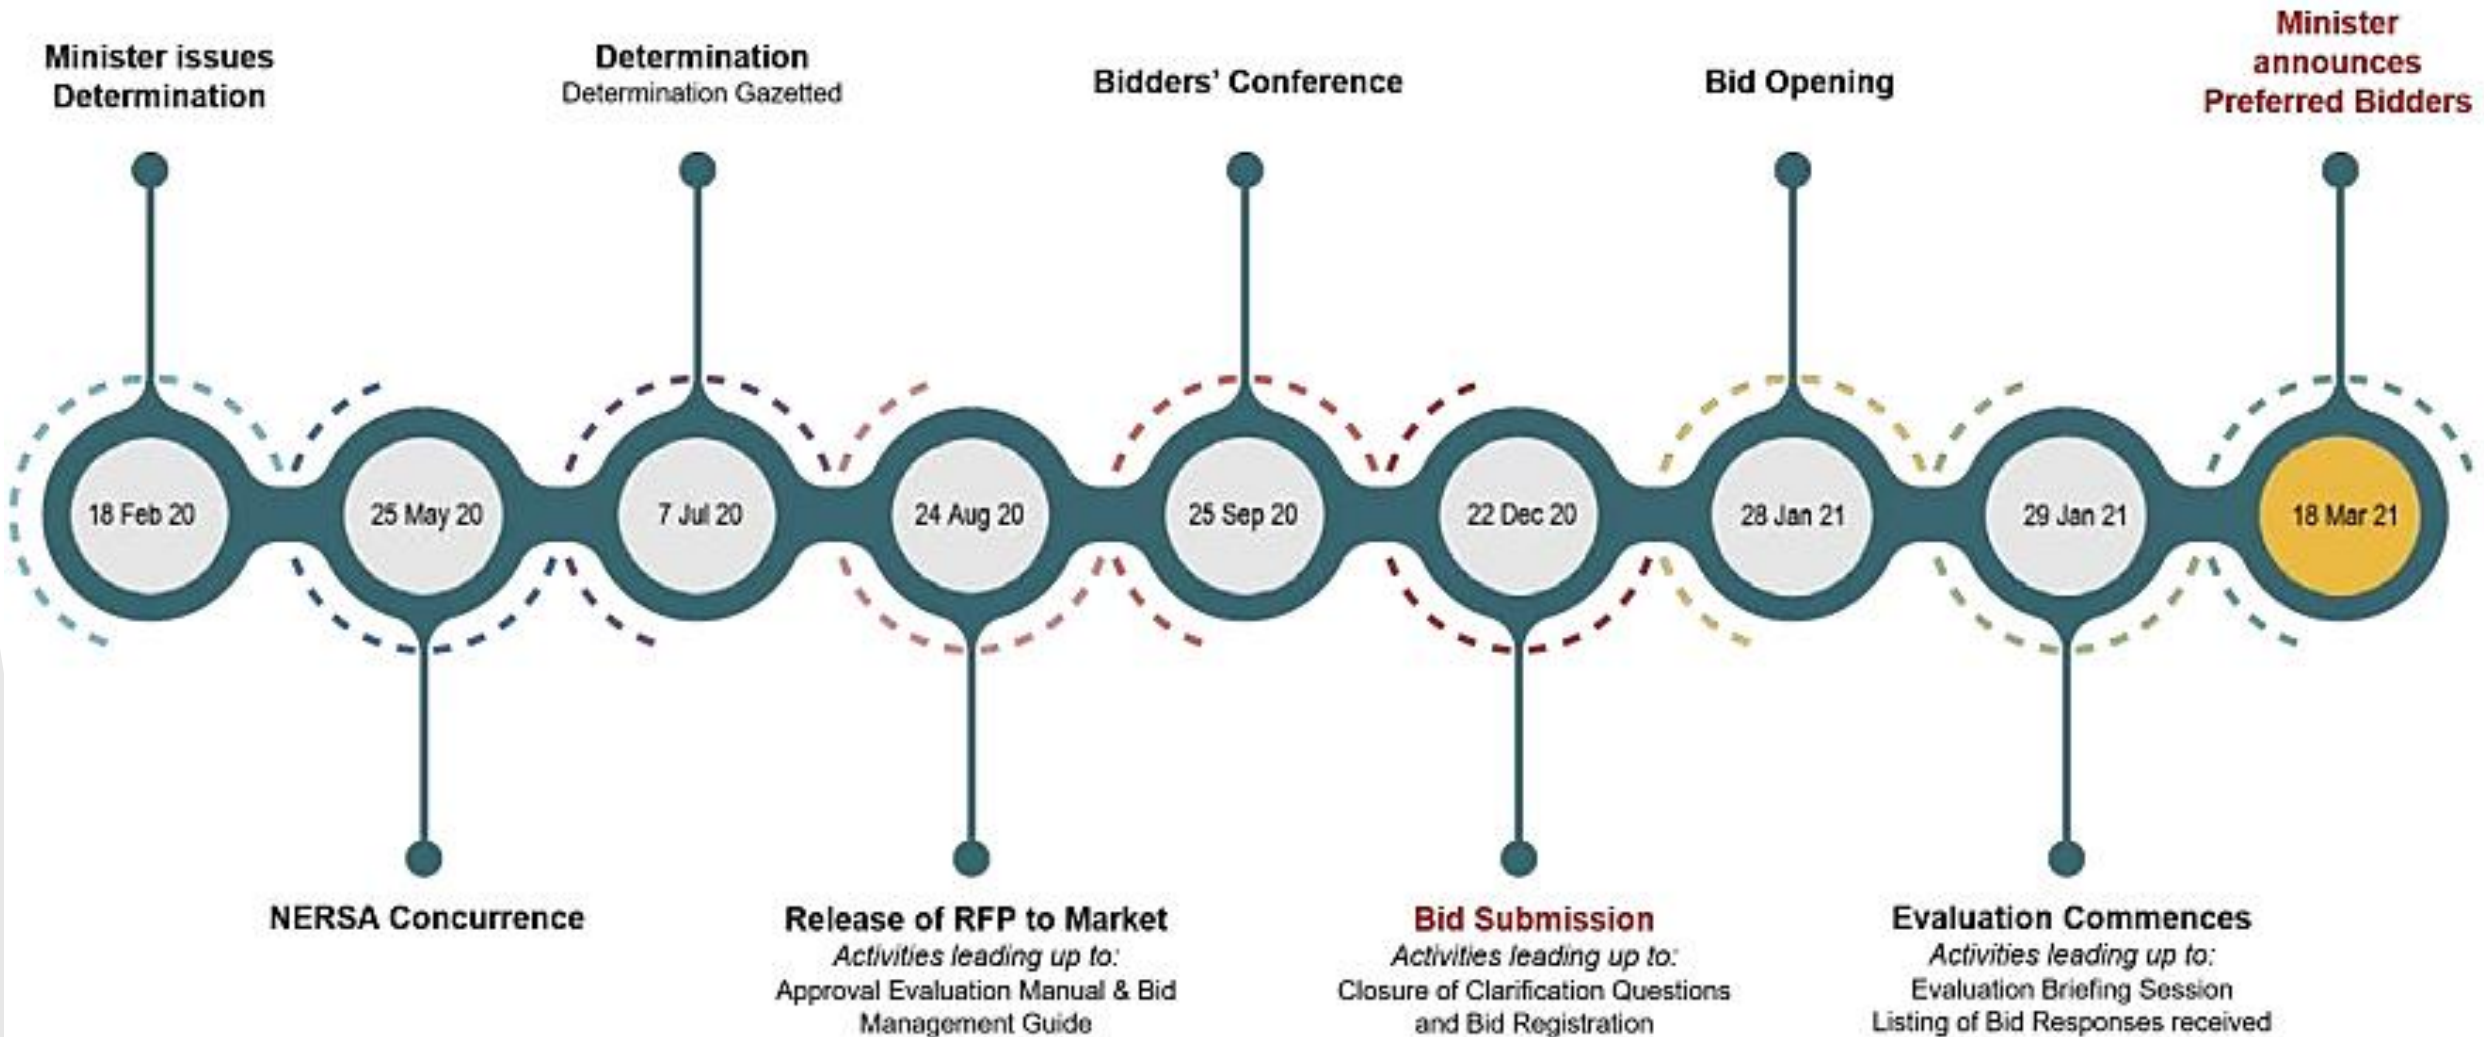 Minister issues
Determination
Determination
Determination Gazetted
Bidders' Conference
Bid Opening
Minister
announces
Preferred Bidders
18 Feb 20
25 May 20
7 Jul 20
24 Aug 20
25 Sep 20
22 Dec 20
28 Jan 21
29 Jan 21
18 Mar 21
NERSA Concurrence
Release of RFP to Market
Activities leading up to:
Approval Evaluation Manual & Bid
Management Guide
Bid Submission
Activities leading up to:
Closure of Clarification Questions
and Bid Registration
Evaluation Commences
Activities leading up to:
Evaluation Briefing Session
Listing of Bid Responses received